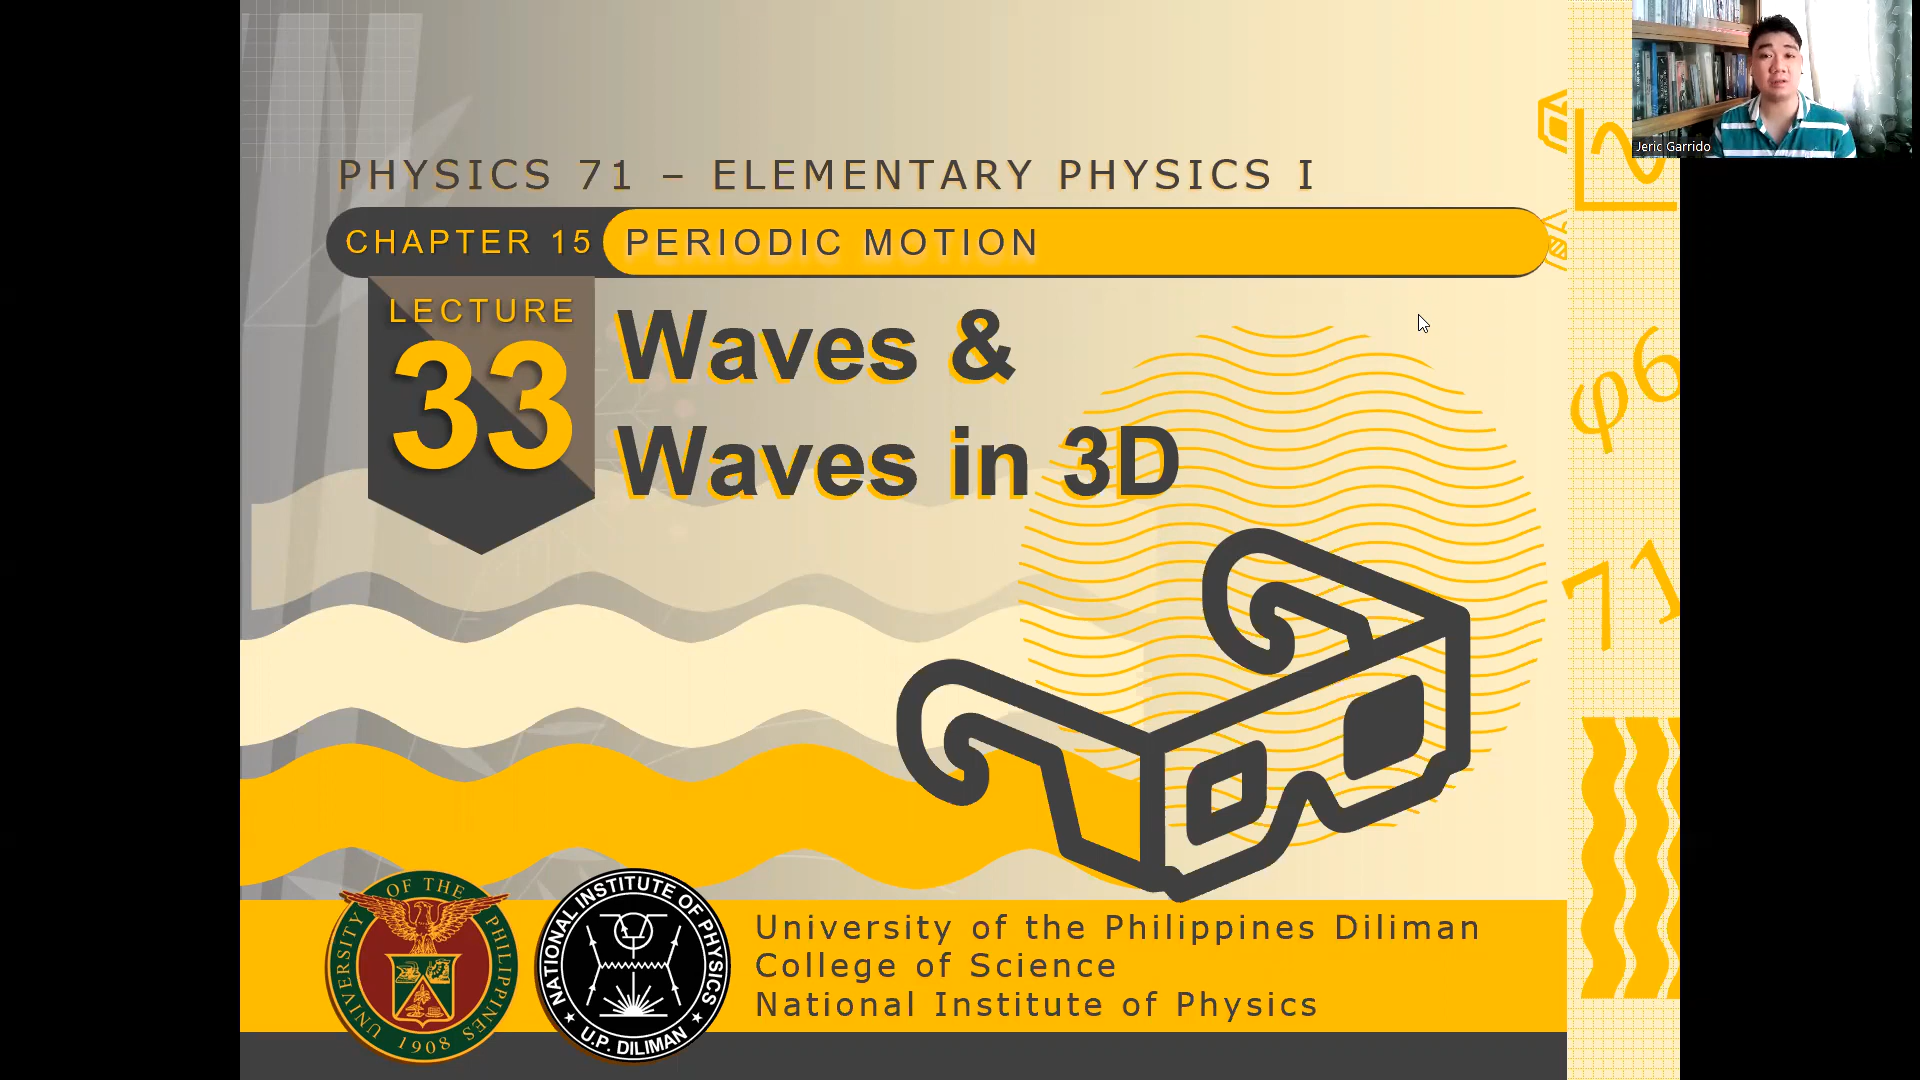 PHYSICS 71 – ELEMENTARY PHYSICS I
CHAPTER 15 PERIODIC MOTION
LECTURE
33
Waves &
Waves in 3D
Jeric Garrido
φ6
71
UNIVERSITY OF THE PHILIPPINES
1908
NATIONAL INSTITUTE OF PHYSICS
U.P. DILIMAN
University of the Philippines Diliman
College of Science
National Institute of Physics